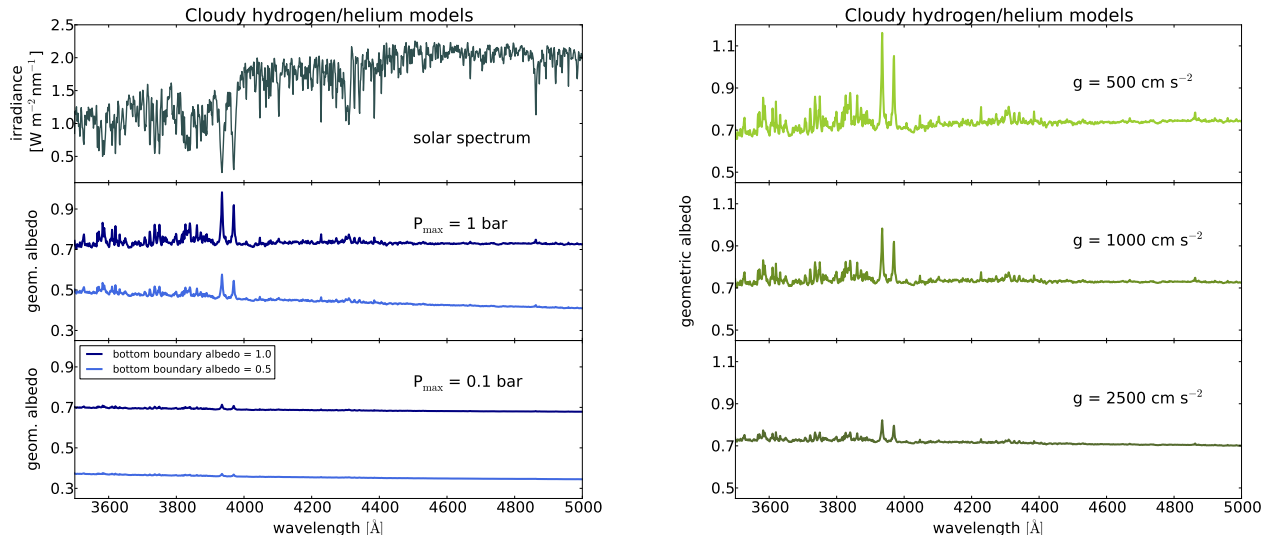 Cloudy hydrogen/helium models
2.5
2.0
1.5
1.0
0.5
irradiance
[W m⁻² nm⁻¹]
solar spectrum
0.9
0.7
0.5
0.3
geom. albedo
Pmax = 1 bar
0.9
0.7
0.5
0.3
geom. albedo
bottom boundary albedo = 1.0
bottom boundary albedo = 0.5
Pmax = 0.1 bar
3600 3800 4000 4200 4400 4600 4800 5000
wavelength [Å]
Cloudy hydrogen/helium models
1.1
0.9
0.7
0.5
g = 500 cm s⁻²
1.1
0.9
0.7
0.5
geometric albedo
g = 1000 cm s⁻²
1.1
0.9
0.7
0.5
g = 2500 cm s⁻²
3600 3800 4000 4200 4400 4600 4800 5000
wavelength [Å]